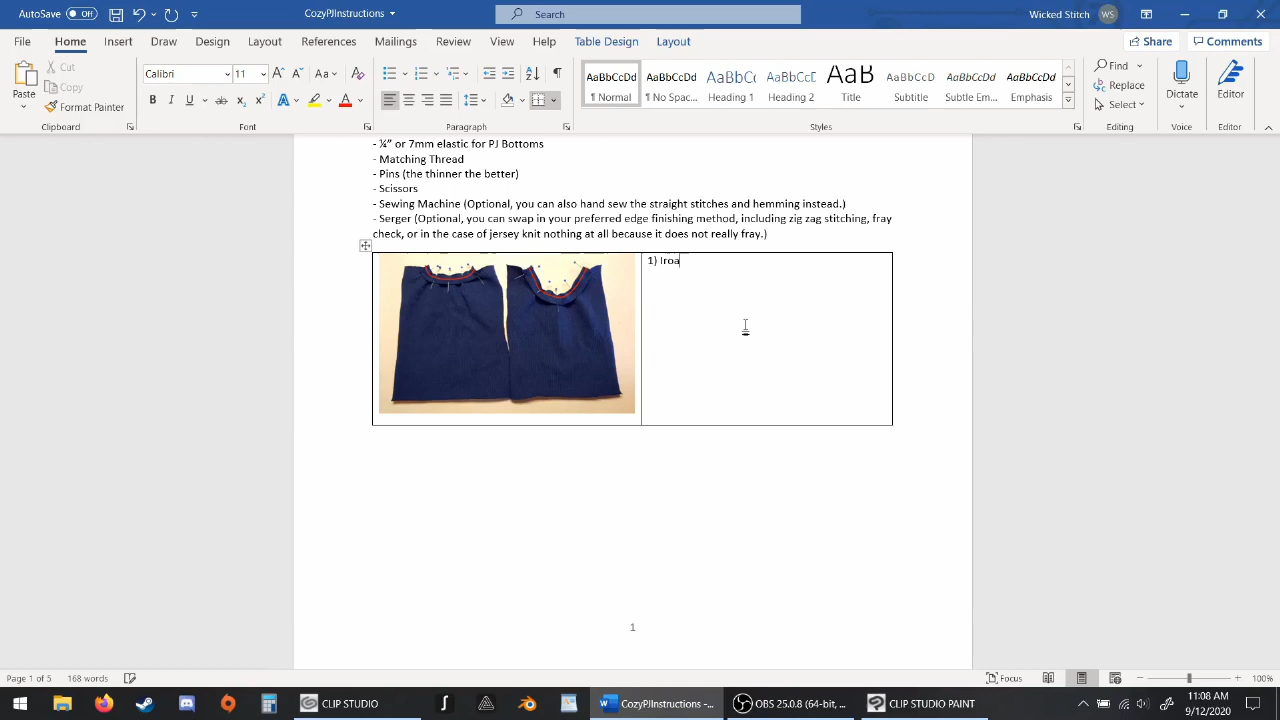 AutoSave Off
CozyPJInstructions
Search
Wicked Stitch WS
File Home Insert Draw Design Layout References Mailings Review View Help Table Design Layout
Share Comments
Paste
Cut
Copy
Format Painter
Calibri 11
AaBbCcDd AaBbCcDd AaBbC AaBbCcE AaB AaBbCcD AaBbCcDd AaBbCcDd
¶ Normal ¶ No Spac... Heading 1 Heading 2 Title Subtitle Subtle Em... Emphasis
Find
Replace
Select
Dictate
Editor
Clipboard Font Paragraph Styles Editing Voice Editor
- ¼” or 7mm elastic for PJ Bottoms
- Matching Thread
- Pins (the thinner the better)
- Scissors
- Sewing Machine (Optional, you can also hand sew the straight stitches and hemming instead.)
- Serger (Optional, you can swap in your preferred edge finishing method, including zig zag stitching, fray
check, or in the case of jersey knit nothing at all because it does not really fray.)
1) Iroa
1
Page 1 of 5 168 words
Focus
100%
CLIP STUDIO
CozyPJInstructions -...
OBS 25.0.8 (64-bit, ...
CLIP STUDIO PAINT
11:08 AM
9/12/2020